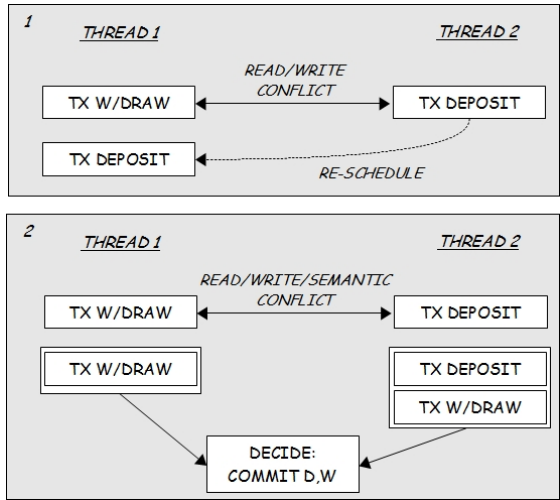 1
THREAD 1
THREAD 2
READ/WRITE
CONFLICT
TX W/DRAW
TX DEPOSIT
TX DEPOSIT
RE-SCHEDULE
2
THREAD 1
THREAD 2
READ/WRITE/SEMANTIC
CONFLICT
TX W/DRAW
TX DEPOSIT
TX W/DRAW
TX DEPOSIT
TX W/DRAW
DECIDE:
COMMIT D,W